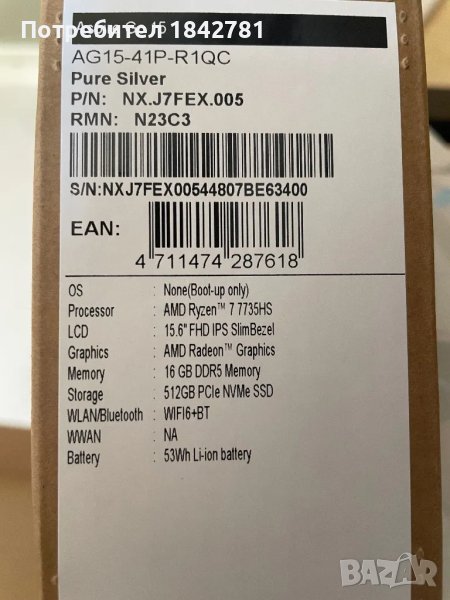 Потребител 1842781
AG15-41P-R1QC
Pure Silver
P/N: NX.J7FEX.005
RMN: N23C3
S/N:NXJ7FEX00544807BE63400
EAN:
4 711474 287618
OS : None(Boot-up only)
Processor : AMD Ryzen™ 7 7735HS
LCD : 15.6" FHD IPS SlimBezel
Graphics : AMD Radeon™ Graphics
Memory : 16 GB DDR5 Memory
Storage : 512GB PCIe NVMe SSD
WLAN/Bluetooth : WIFI6+BT
WWAN : NA
Battery : 53Wh Li-ion battery
bazar